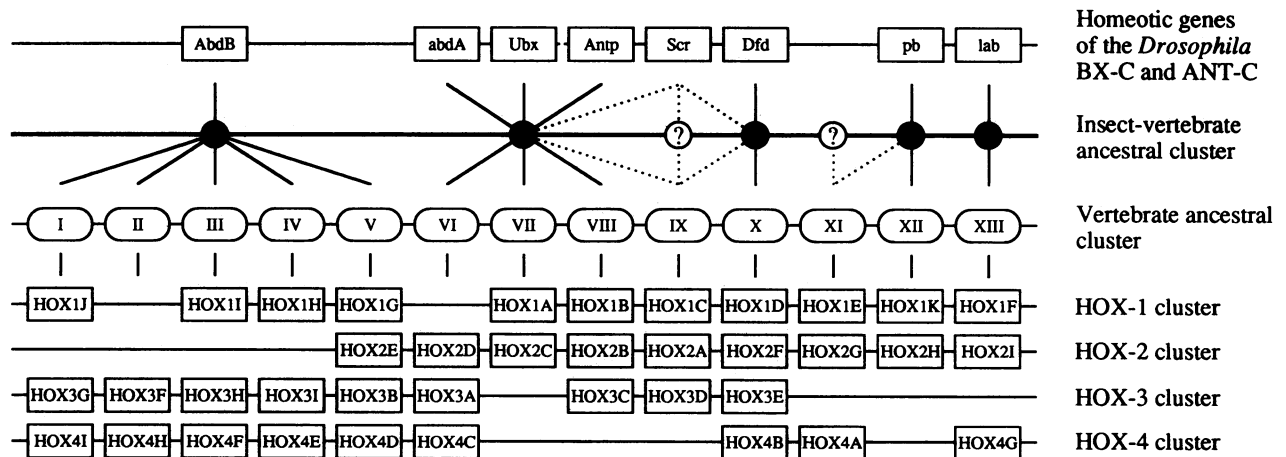 AbdB abdA Ubx Antp Scr Dfd pb lab
Homeotic genes
of the Drosophila
BX-C and ANT-C
? ?
Insect-vertebrate
ancestral cluster
I II III IV V VI VII VIII IX X XI XII XIII
Vertebrate ancestral
cluster
HOX1J HOX1I HOX1H HOX1G HOX1A HOX1B HOX1C HOX1D HOX1E HOX1K HOX1F HOX-1 cluster
HOX2E HOX2D HOX2C HOX2B HOX2A HOX2F HOX2G HOX2H HOX2I HOX-2 cluster
HOX3G HOX3F HOX3H HOX3I HOX3B HOX3A HOX3C HOX3D HOX3E HOX-3 cluster
HOX4I HOX4H HOX4F HOX4E HOX4D HOX4C HOX4B HOX4A HOX4G HOX-4 cluster